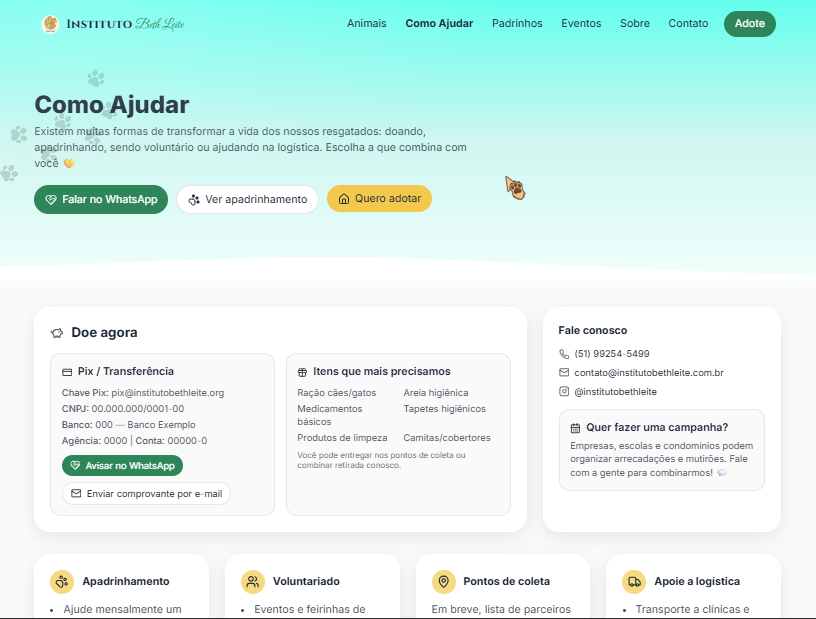 INSTITUTO Beth Leite
Animais
Como Ajudar
Padrinhos
Eventos
Sobre
Contato
Adote
Como Ajudar
Existem muitas formas de transformar a vida dos nossos resgatados: doando,
apadrinhando, sendo voluntário ou ajudando na logística. Escolha a que combina com
você 🧡
Falar no WhatsApp
Ver apadrinhamento
Quero adotar
Doe agora
Pix / Transferência
Chave Pix: pix@institutobethleite.org
CNPJ: 00.000.000/0001-00
Banco: 000 — Banco Exemplo
Agência: 0000 | Conta: 00000-0
Avisar no WhatsApp
Enviar comprovante por e-mail
Itens que mais precisamos
Ração cães/gatos
Areia higiênica
Medicamentos
básicos
Tapetes higiênicos
Produtos de limpeza
Camitas/cobertores
Você pode entregar nos pontos de coleta ou
combinar retirada conosco.
Fale conosco
(51) 99254-5499
contato@institutobethleite.com.br
@institutobethleite
Quer fazer uma campanha?
Empresas, escolas e condomínios podem
organizar arrecadações e mutirões. Fale
com a gente para combinarmos! 💬
Apadrinhamento
• Ajude mensalmente um
Voluntariado
• Eventos e feirinhas de
Pontos de coleta
Em breve, lista de parceiros
Apoie a logística
• Transporte a clínicas e